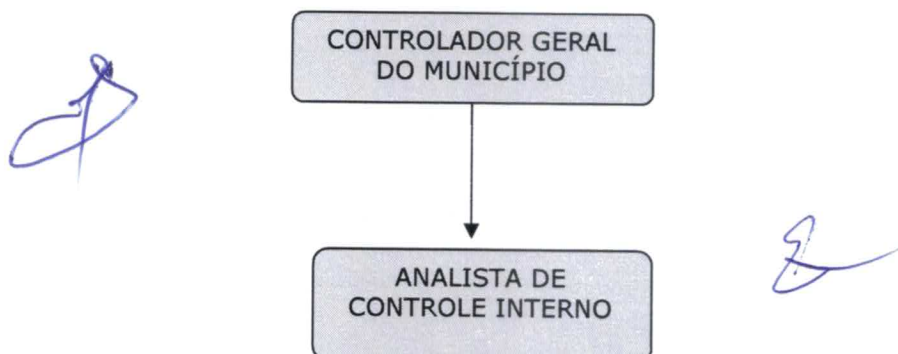 CONTROLADOR GERAL
DO MUNICÍPIO
ANALISTA DE
CONTROLE INTERNO